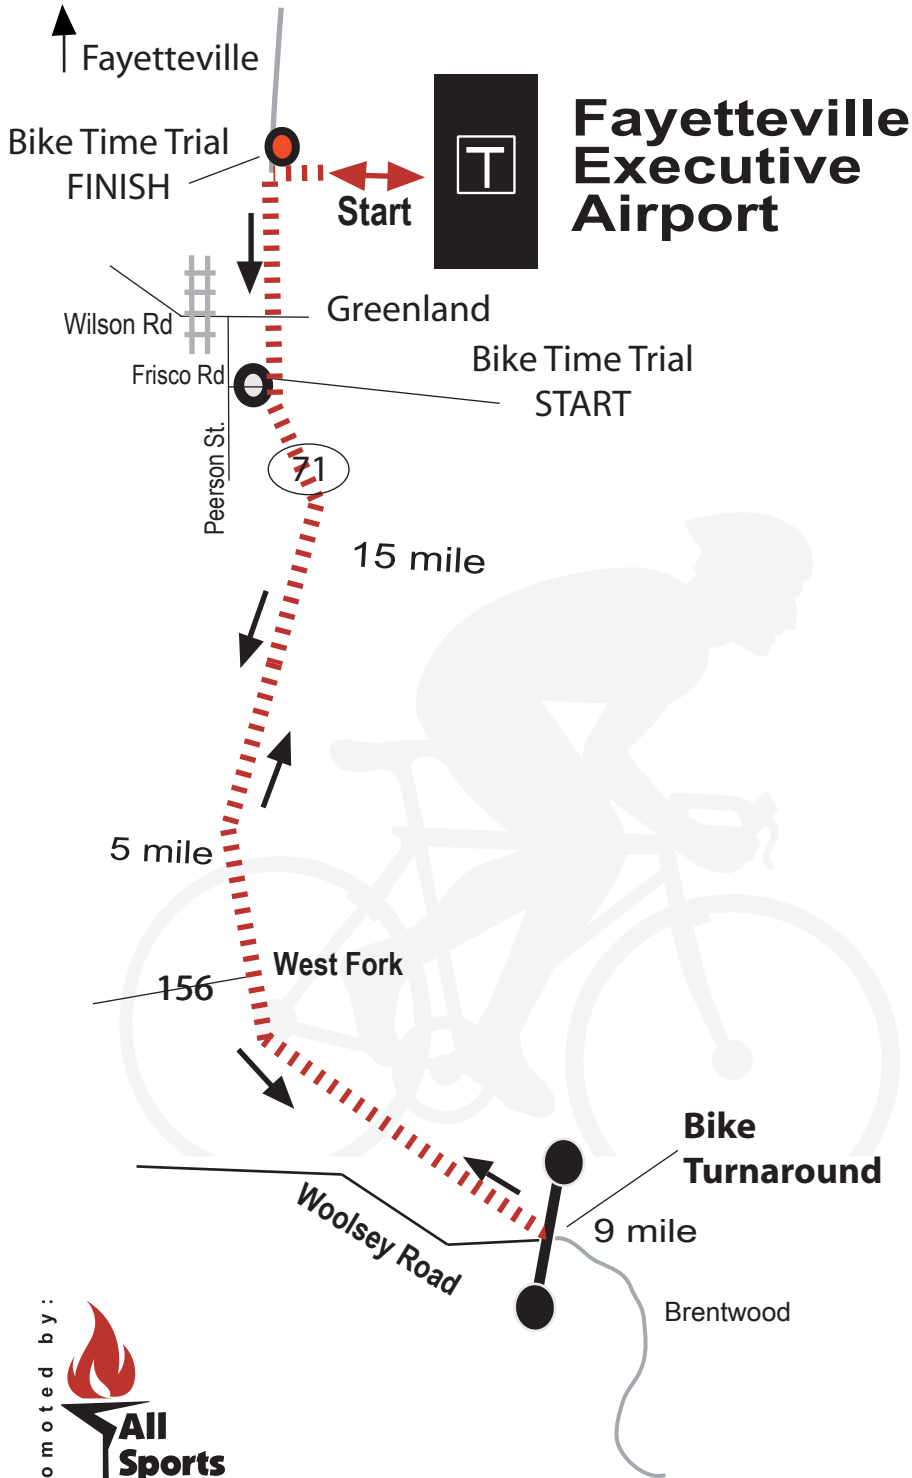 Fayetteville
Bike Time Trial
FINISH
Start
T
Fayetteville
Executive
Airport
Wilson Rd
Greenland
Frisco Rd
Bike Time Trial
START
Peerson St.
71
15 mile
5 mile
West Fork
156
Bike
Turnaround
Woolsey Road
9 mile
Brentwood
omoted by:
All
Sports